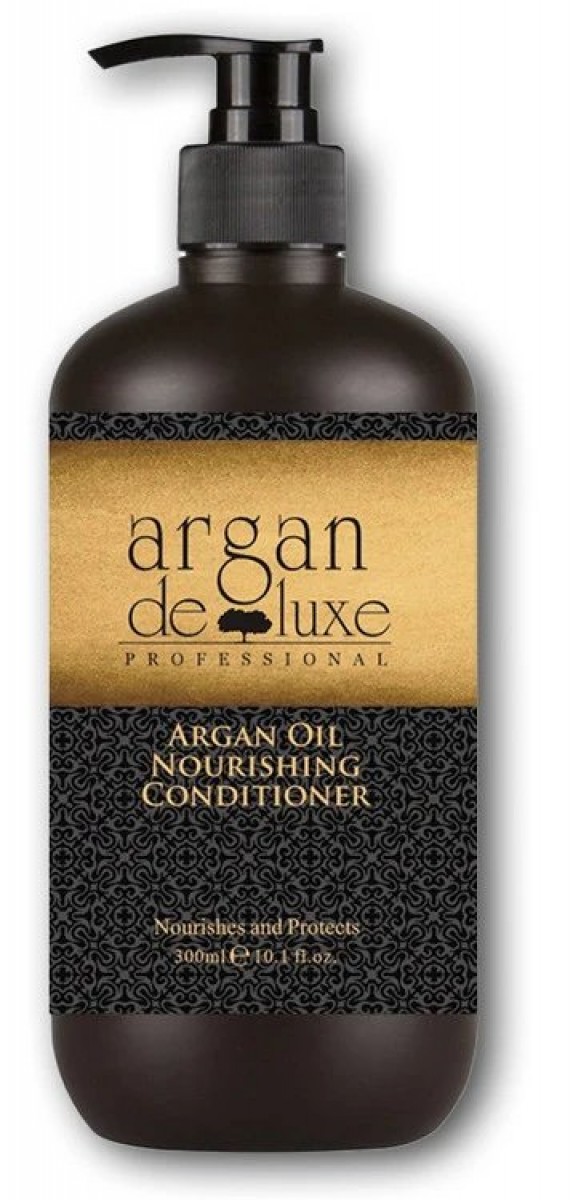 argan
de luxe
PROFESSIONAL
ARGAN OIL
NOURISHING
CONDITIONER
Nourishes and Protects
300ml ℮ 10.1 fl.oz.